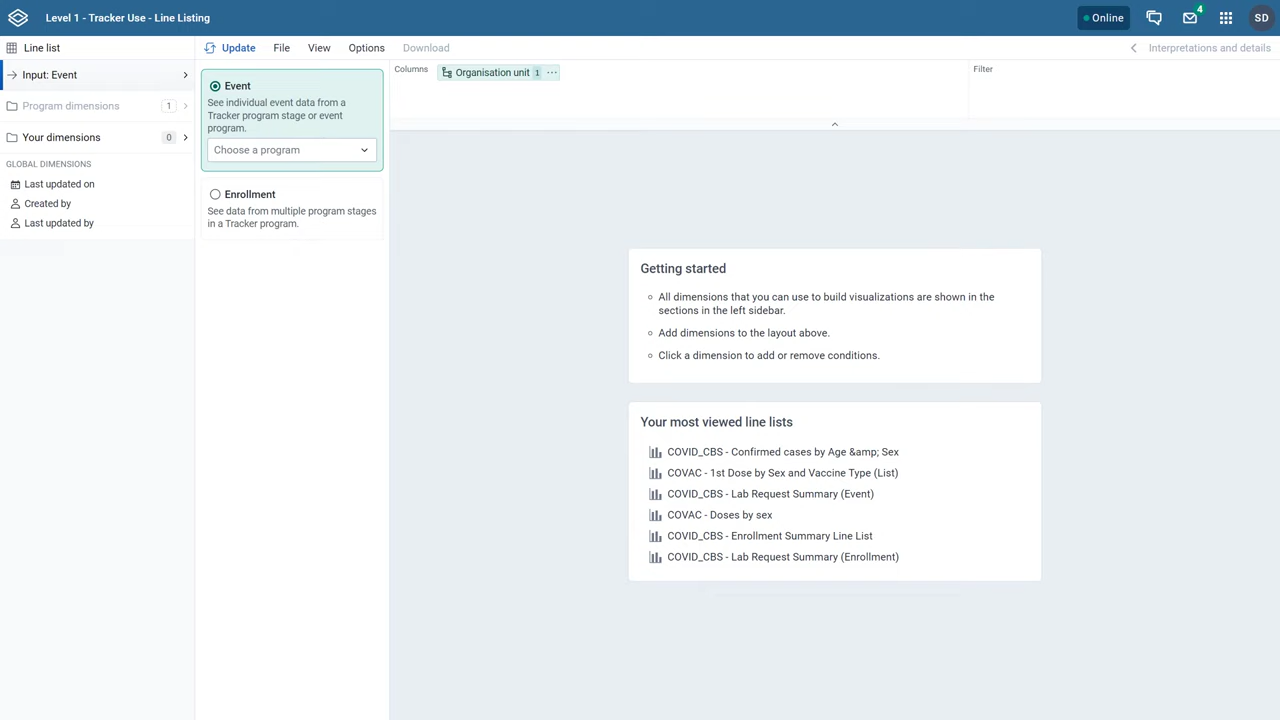 Level 1 - Tracker Use - Line Listing
Online
4
SD
Line list
Update
File
View
Options
Download
Interpretations and details
Input: Event
Program dimensions
1
Your dimensions
0
GLOBAL DIMENSIONS
Last updated on
Created by
Last updated by
Event
See individual event data from a
Tracker program stage or event
program.
Choose a program
Enrollment
See data from multiple program stages
in a Tracker program.
Columns
Organisation unit 1
Filter
Getting started
All dimensions that you can use to build visualizations are shown in the
sections in the left sidebar.
Add dimensions to the layout above.
Click a dimension to add or remove conditions.
Your most viewed line lists
COVID_CBS - Confirmed cases by Age &amp; Sex
COVAC - 1st Dose by Sex and Vaccine Type (List)
COVID_CBS - Lab Request Summary (Event)
COVAC - Doses by sex
COVID_CBS - Enrollment Summary Line List
COVID_CBS - Lab Request Summary (Enrollment)